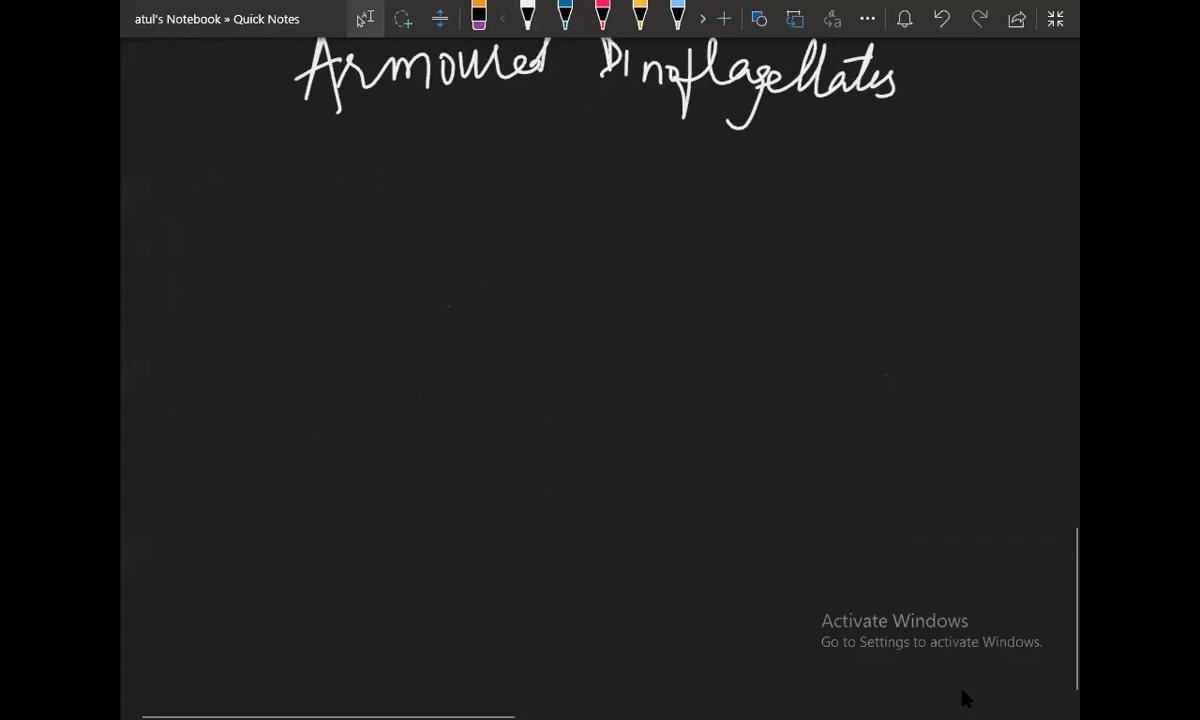 atul's Notebook » Quick Notes
Armoured Dinoflagellates
Activate Windows
Go to Settings to activate Windows.